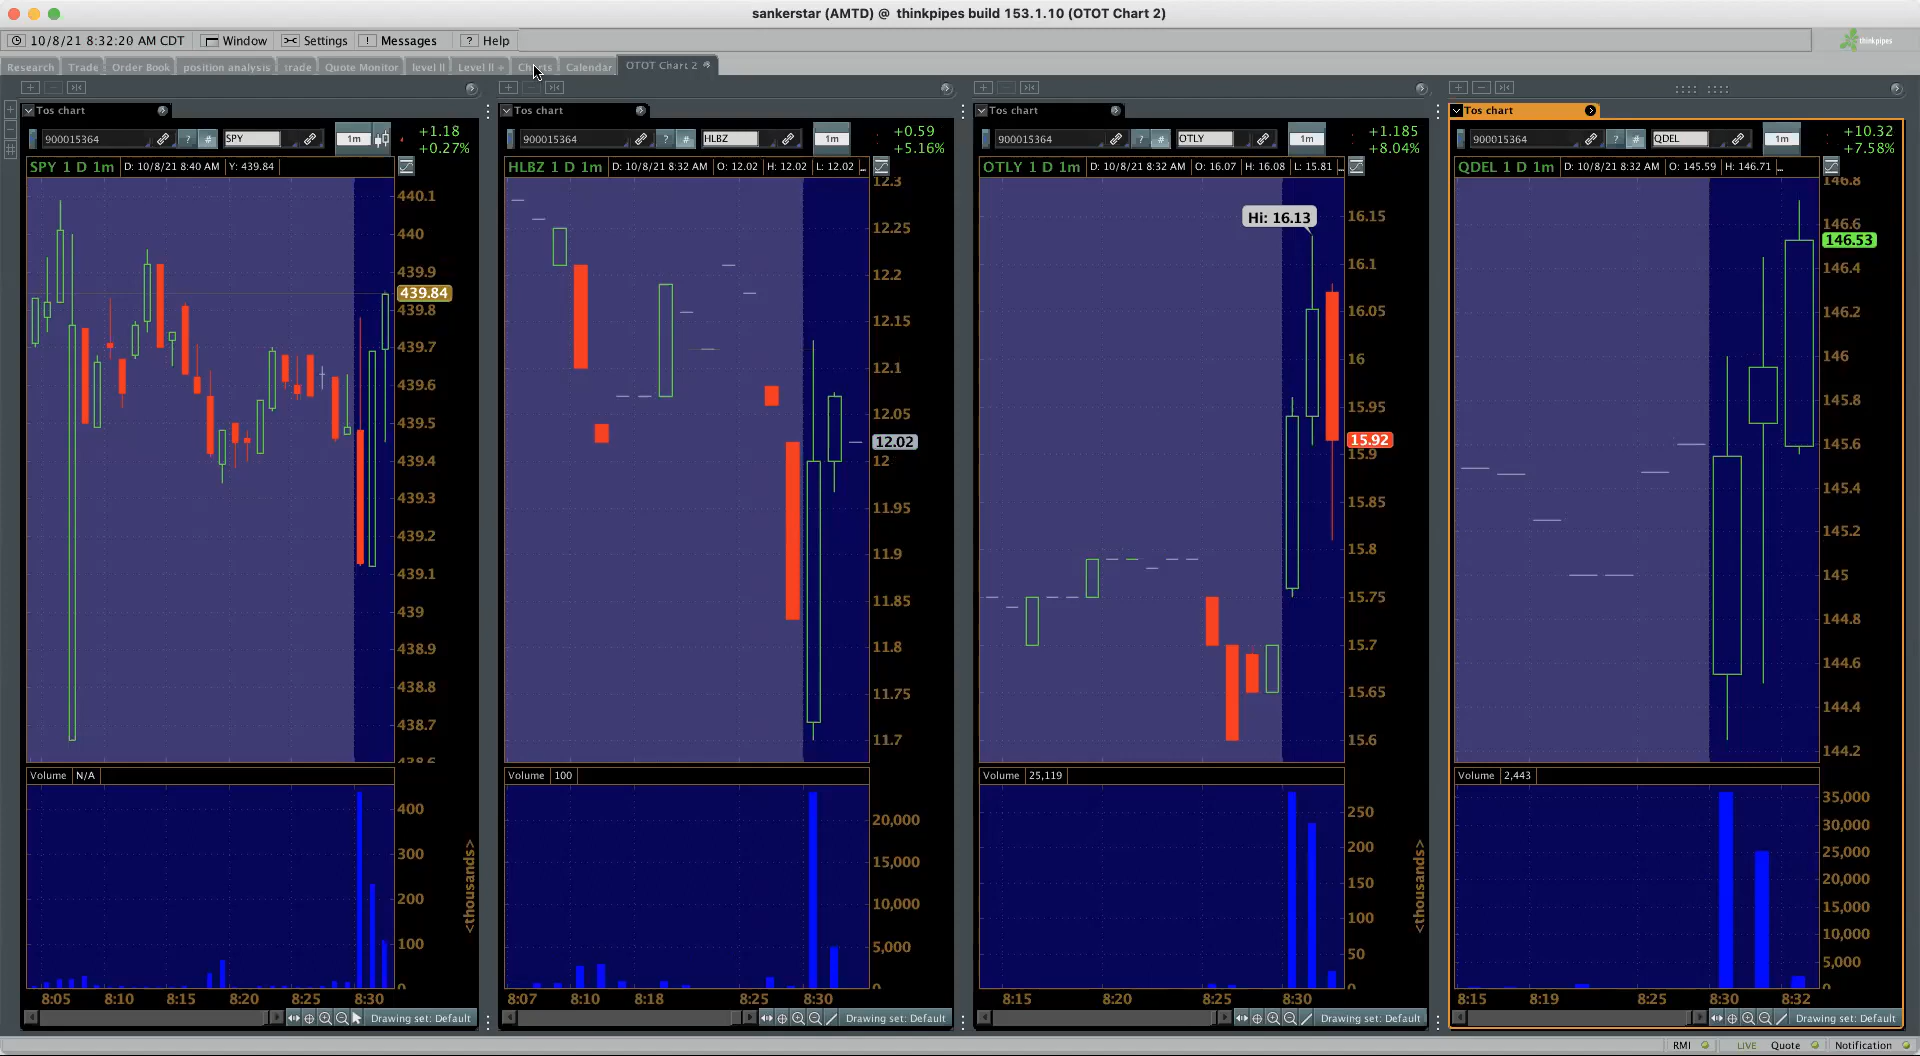 sankerstar (AMTD) @ thinkpipes build 153.1.10 (OTOT Chart 2)
10/8/21 8:32:20 AM CDT Window Settings ! Messages ? Help thinkpipes
Research Trade Order Book position analysis trade Quote Monitor level II Level II + Calendar OTOT Chart 2
Tos chart Tos chart Tos chart Tos chart
900015364 ? # SPY 1m +1.18 +0.27%
900015364 ? # HLBZ 1m +0.59 +5.16%
900015364 ? # OTLY 1m +1.185 +8.04%
900015364 ? # QDEL 1m +10.32 +7.58%
SPY 1 D 1m D: 10/8/21 8:40 AM Y: 439.84
440.1
440
439.9
439.84
439.8
439.7
439.6
439.5
439.4
439.3
439.2
439.1
439
438.9
438.8
438.7
438.6
Volume N/A
400
300
200
100
0
<thousands>
8:05 8:10 8:15 8:20 8:25 8:30
Drawing set: Default
HLBZ 1 D 1m D: 10/8/21 8:32 AM O: 12.02 H: 12.02 L: 12.02 ...
12.3
12.25
12.2
12.15
12.1
12.05
12.02
12
11.95
11.9
11.85
11.8
11.75
11.7
Volume 100
20,000
15,000
10,000
5,000
0
8:07 8:10 8:18 8:25 8:30
Drawing set: Default
OTLY 1 D 1m D: 10/8/21 8:32 AM O: 16.07 H: 16.08 L: 15.81 ...
Hi: 16.13
16.15
16.1
16.05
16
15.95
15.92
15.9
15.85
15.8
15.75
15.7
15.65
15.6
Volume 25,119
250
200
150
100
50
0
<thousands>
8:15 8:20 8:25 8:30
Drawing set: Default
QDEL 1 D 1m D: 10/8/21 8:32 AM O: 145.59 H: 146.71 ...
146.8
146.6
146.53
146.4
146.2
146
145.8
145.6
145.4
145.2
145
144.8
144.6
144.4
144.2
Volume 2,443
35,000
30,000
25,000
20,000
15,000
10,000
5,000
0
8:15 8:19 8:25 8:30 8:32
Drawing set: Default
RMI LIVE Quote Notification